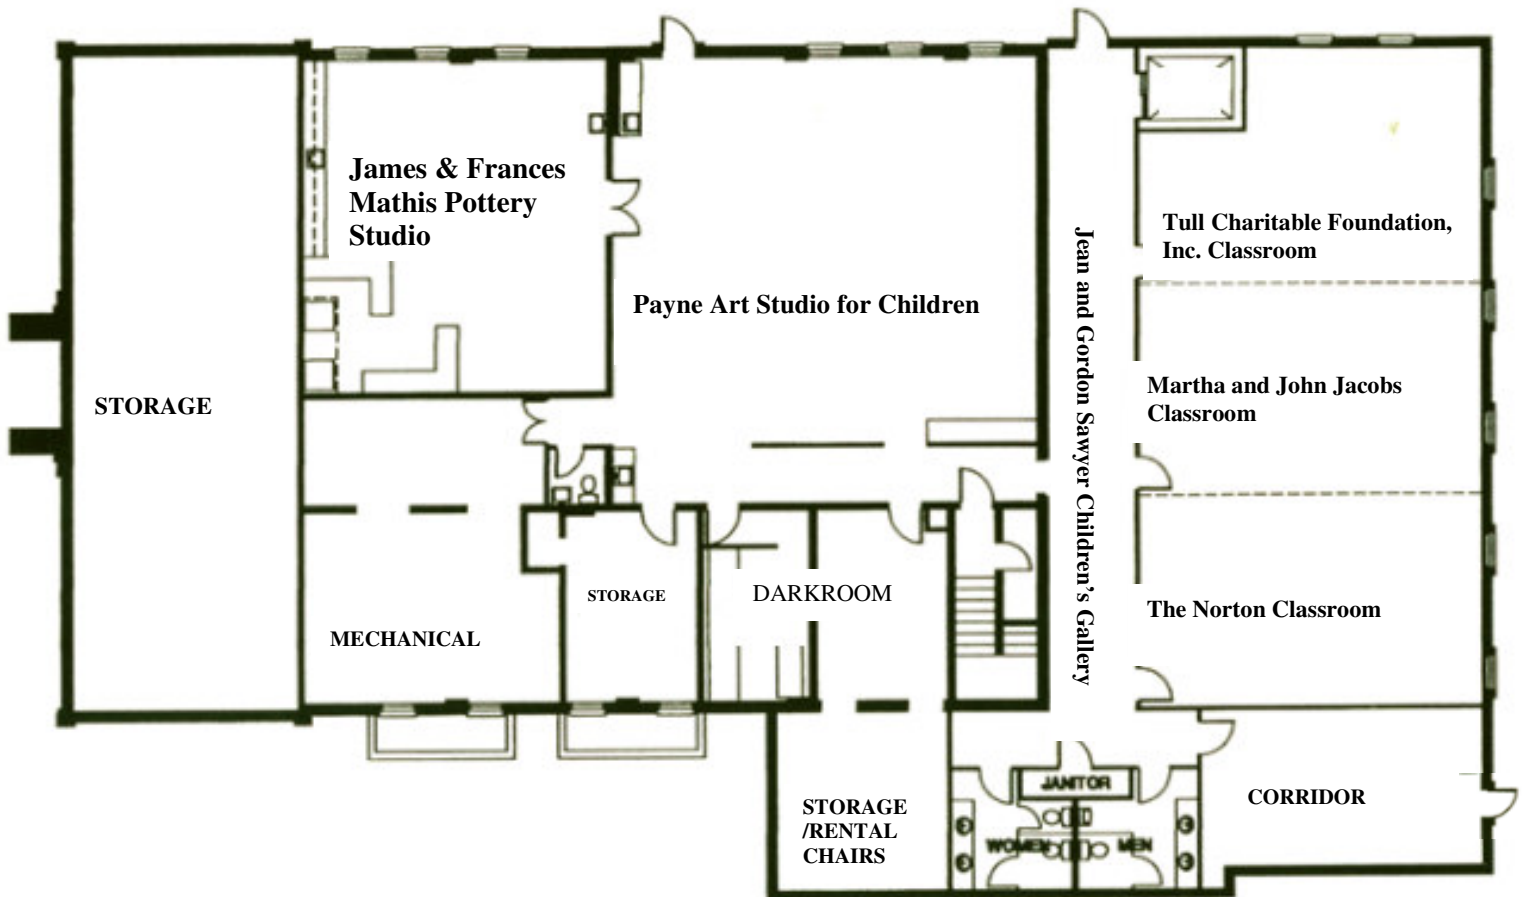 James & Frances
Mathis Pottery
Studio
Tull Charitable Foundation,
Inc. Classroom
Jean and Gordon Sawyer Children's Gallery
Payne Art Studio for Children
STORAGE
Martha and John Jacobs
Classroom
STORAGE
DARKROOM
The Norton Classroom
MECHANICAL
JANITOR
STORAGE
/RENTAL
CHAIRS
CORRIDOR
WOMEN
MEN